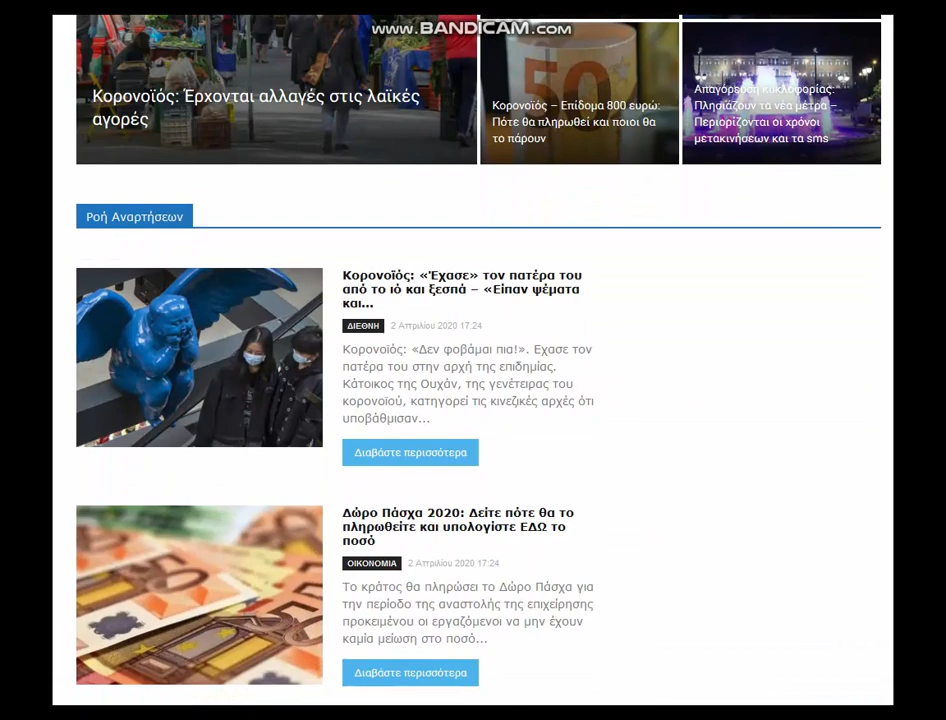 www.BANDICAM.com
Κορονοϊός: Έρχονται αλλαγές στις λαϊκές
αγορές
Κορονοϊός – Επίδομα 800 ευρώ:
Πότε θα πληρωθεί και ποιοι θα
το πάρουν
50
Απαγόρευση κυκλοφορίας:
Πλησιάζουν τα νέα μέτρα –
Περιορίζονται οι χρόνοι
μετακινήσεων και τα sms
Ροή Αναρτήσεων
Κορονοϊός: «Έχασε» τον πατέρα του
από το ιό και ξεσπά – «Είπαν ψέματα
και...
ΔΙΕΘΝΗ 2 Απριλίου 2020 17:24
Κορονοϊός: «Δεν φοβάμαι πια!». Εχασε τον
πατέρα του στην αρχή της επιδημίας.
Κάτοικος της Ουχάν, της γενέτειρας του
κορονοϊού, κατηγορεί τις κινεζικές αρχές ότι
υποβάθμισαν...
Διαβάστε περισσότερα
Δώρο Πάσχα 2020: Δείτε πότε θα το
πληρωθείτε και υπολογίστε ΕΔΩ το
ποσό
ΟΙΚΟΝΟΜΙΑ 2 Απριλίου 2020 17:24
Το κράτος θα πληρώσει το Δώρο Πάσχα για
την περίοδο της αναστολής της επιχείρησης
προκειμένου οι εργαζόμενοι να μην έχουν
καμία μείωση στο ποσό...
Διαβάστε περισσότερα